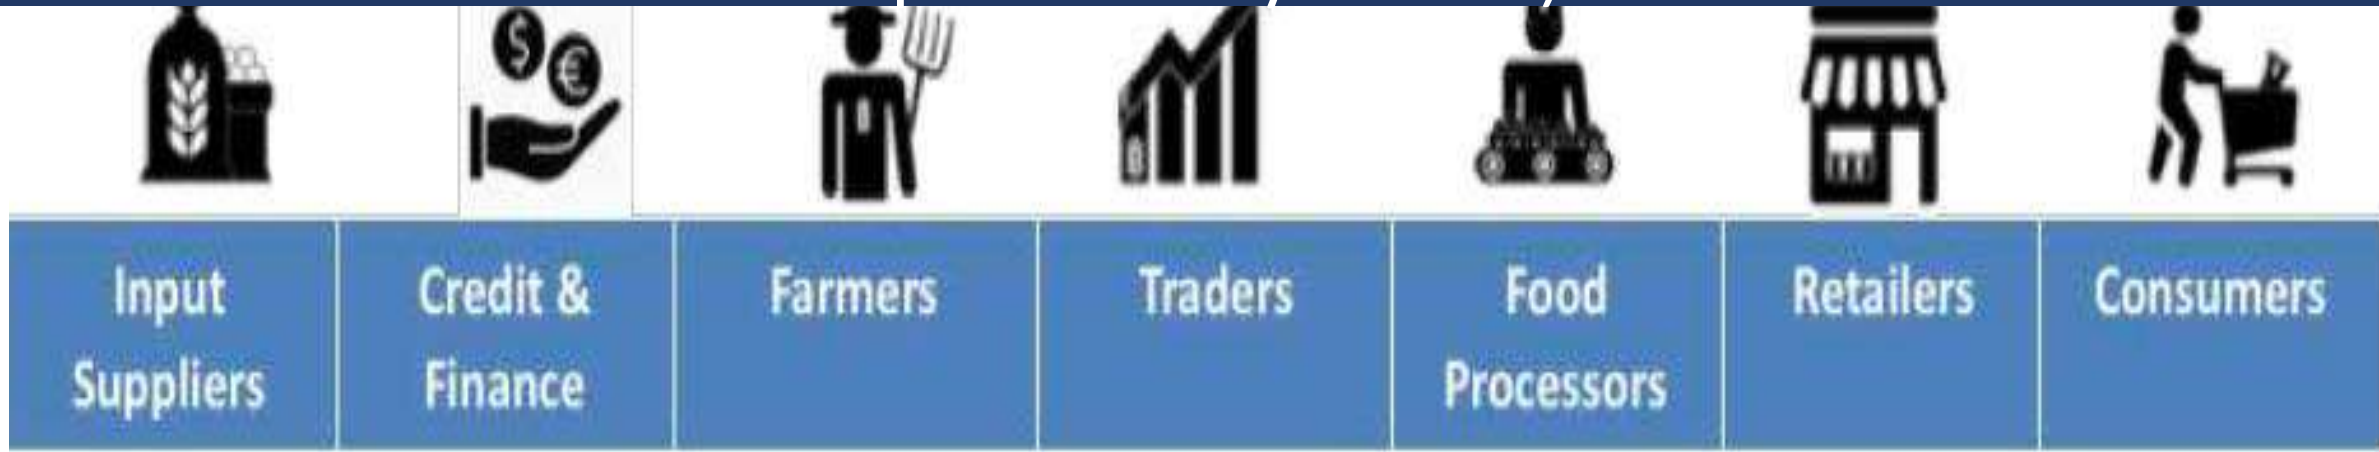 $
€
Input
Suppliers
Credit &
Finance
Farmers
Traders
Food
Processors
Retailers
Consumers